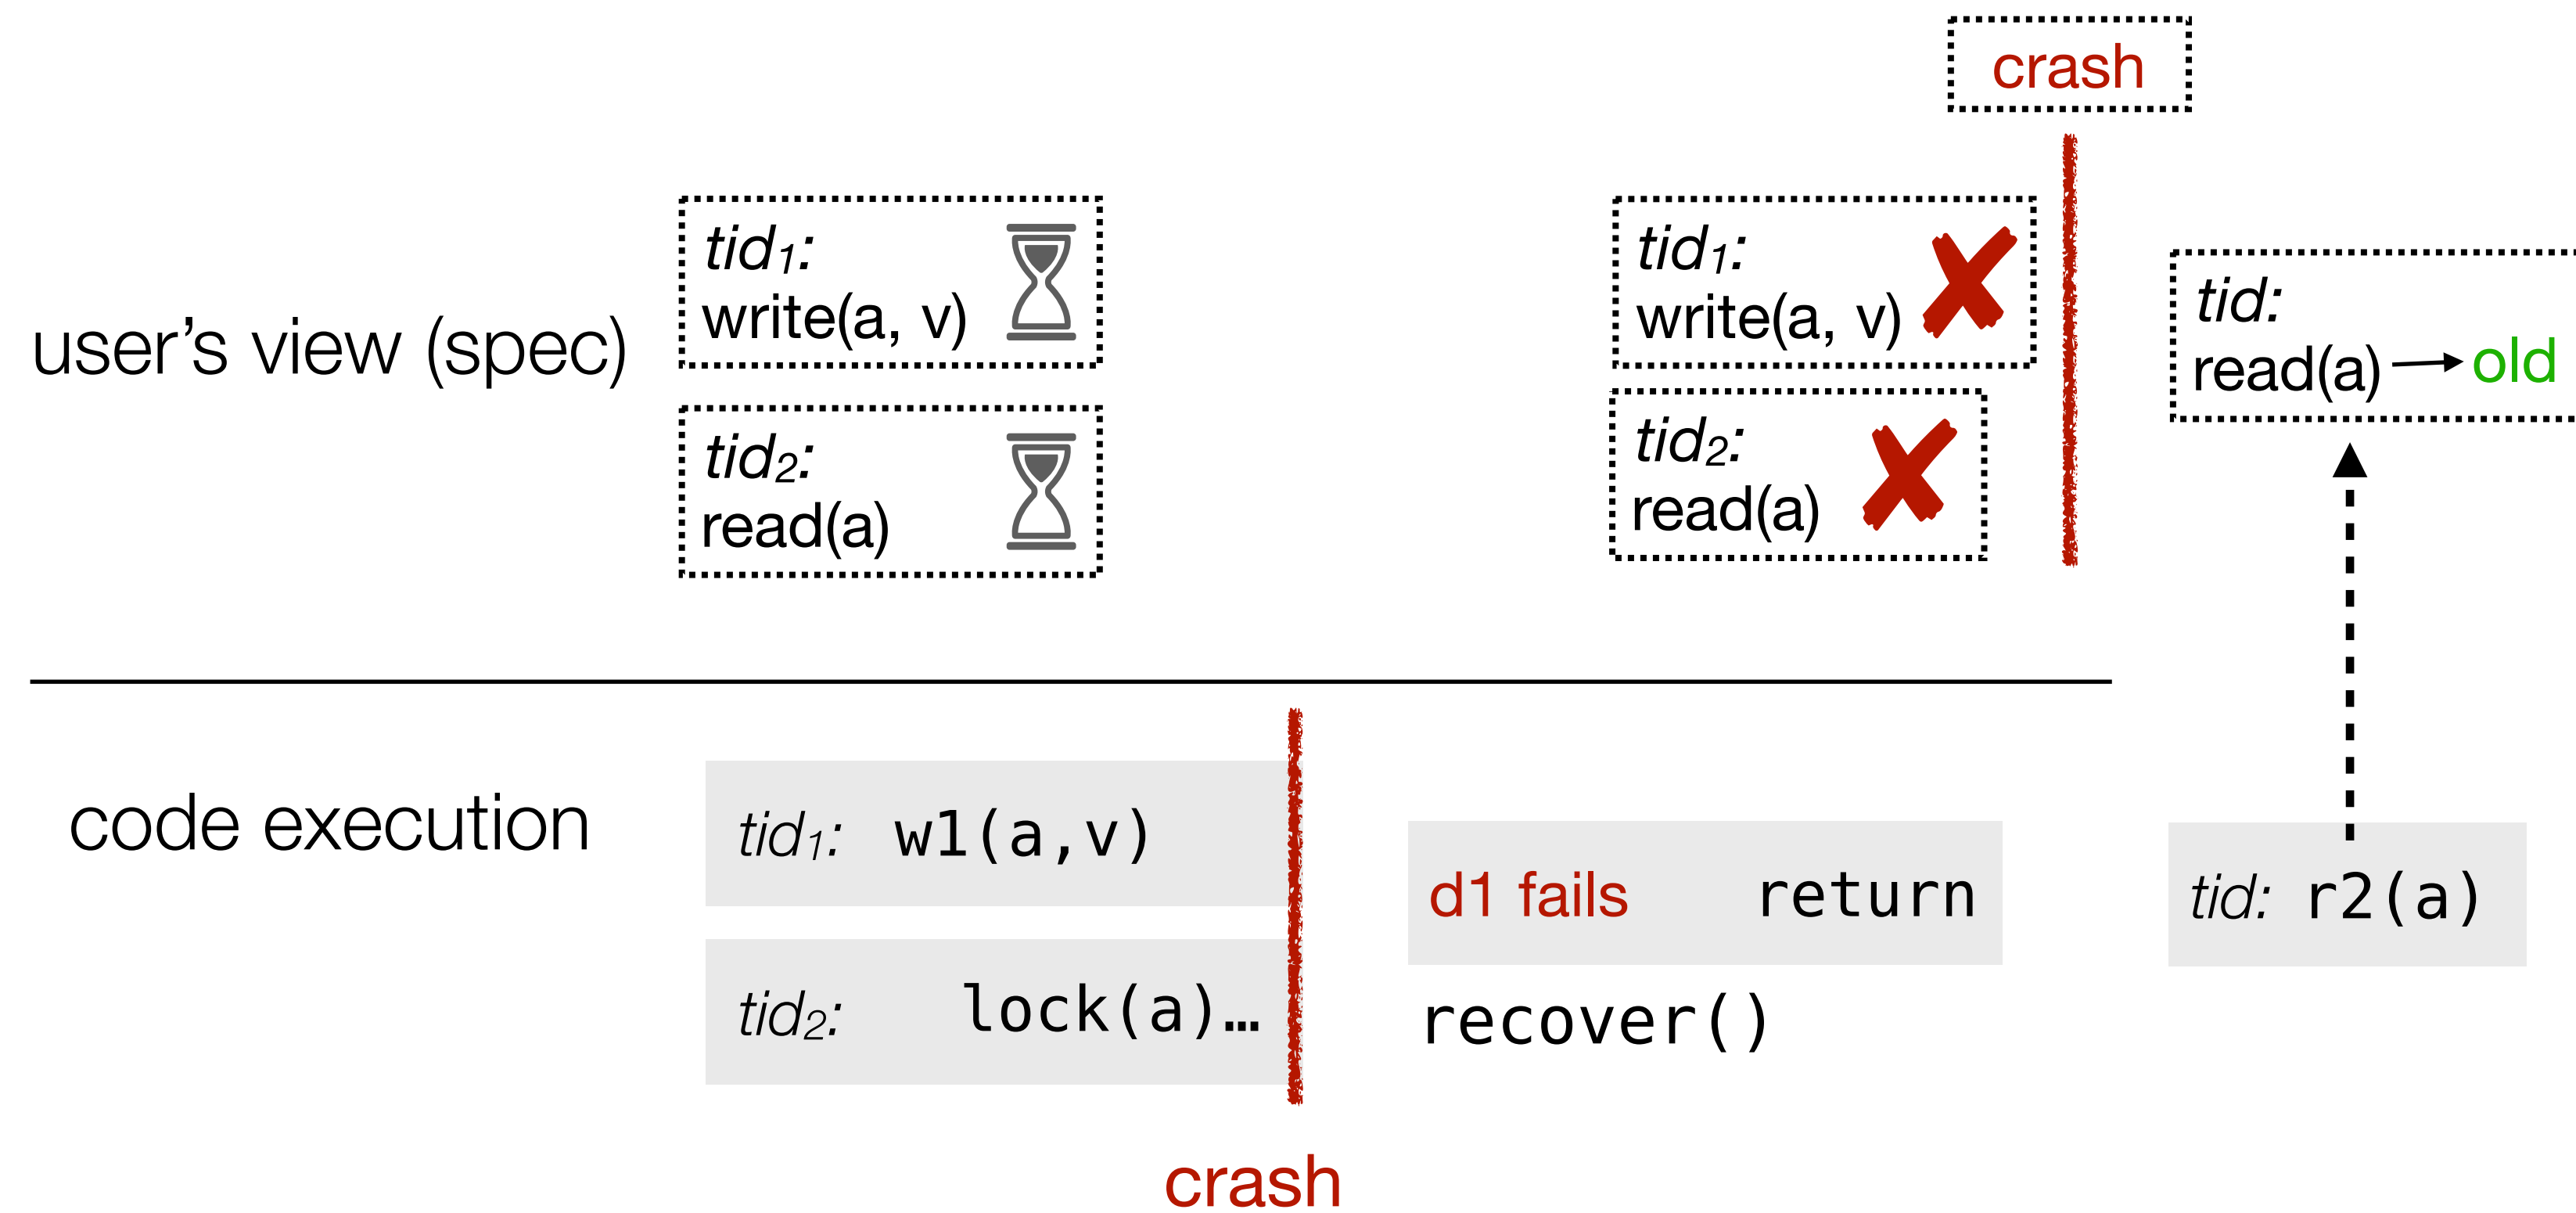 crash
tid₁:
write(a, v)
tid₁:
write(a, v)
tid:
read(a) old
user’s view (spec)
tid₂:
read(a)
tid₂:
read(a)
code execution
tid₁: w1(a,v)
d1 fails return
tid: r2(a)
tid₂: lock(a)…
recover()
crash